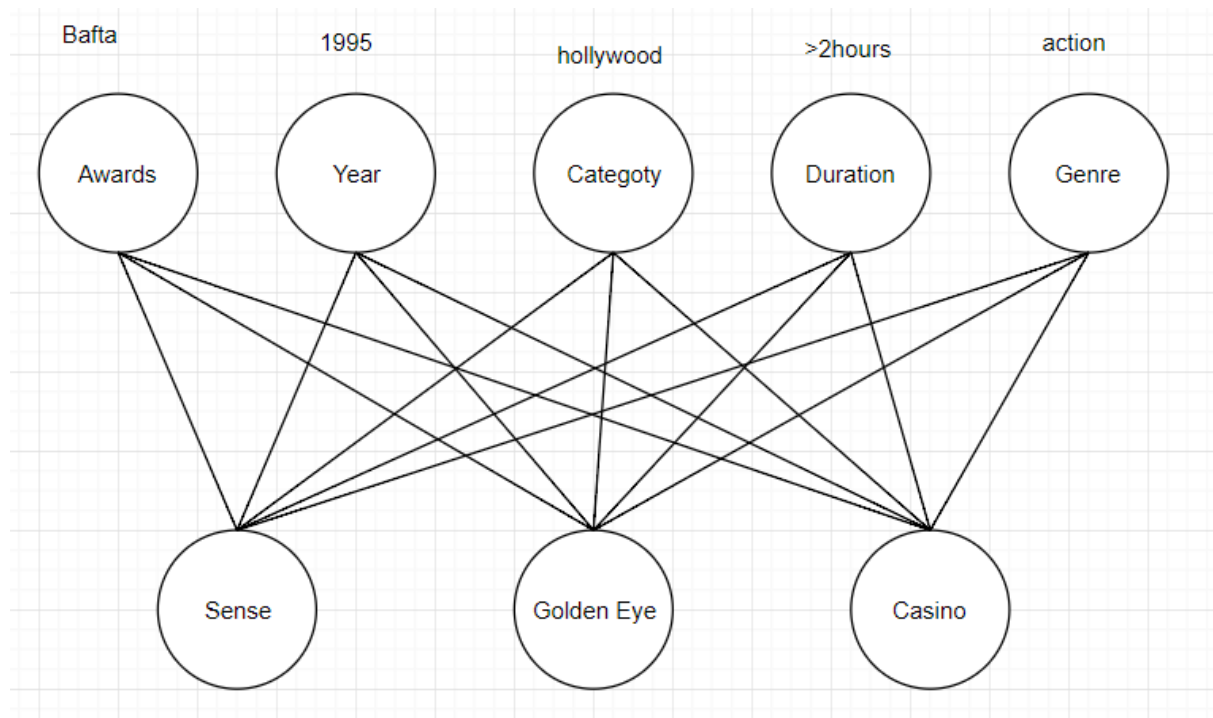 Bafta
1995
hollywood
>2hours
action
Awards
Year
Categoty
Duration
Genre
Sense
Golden Eye
Casino